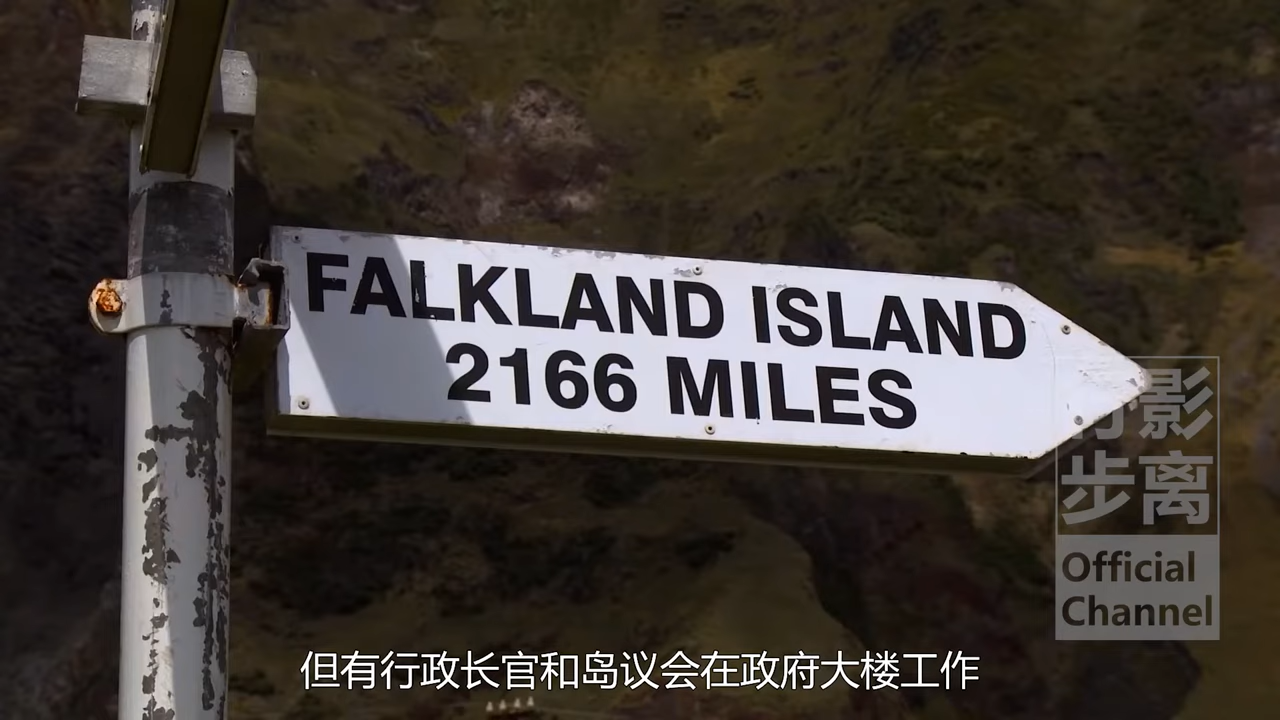 FALKLAND ISLAND
2166 MILES
行影
步离
Official
Channel
但有行政长官和岛议会在政府大楼工作